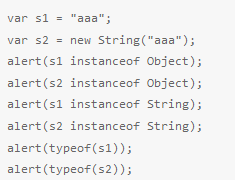 var s1 = "aaa";
var s2 = new String("aaa");
alert(s1 instanceof Object);
alert(s2 instanceof Object);
alert(s1 instanceof String);
alert(s2 instanceof String);
alert(typeof(s1));
alert(typeof(s2));